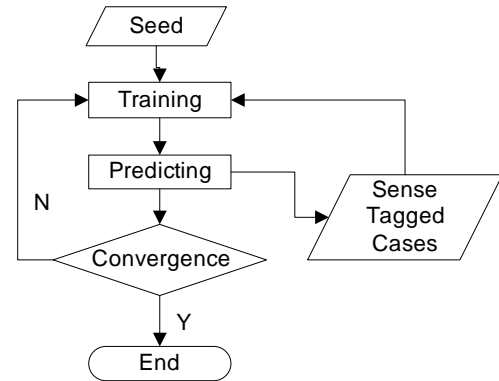 Seed
Training
Predicting
N
Sense
Tagged
Cases
Convergence
Y
End